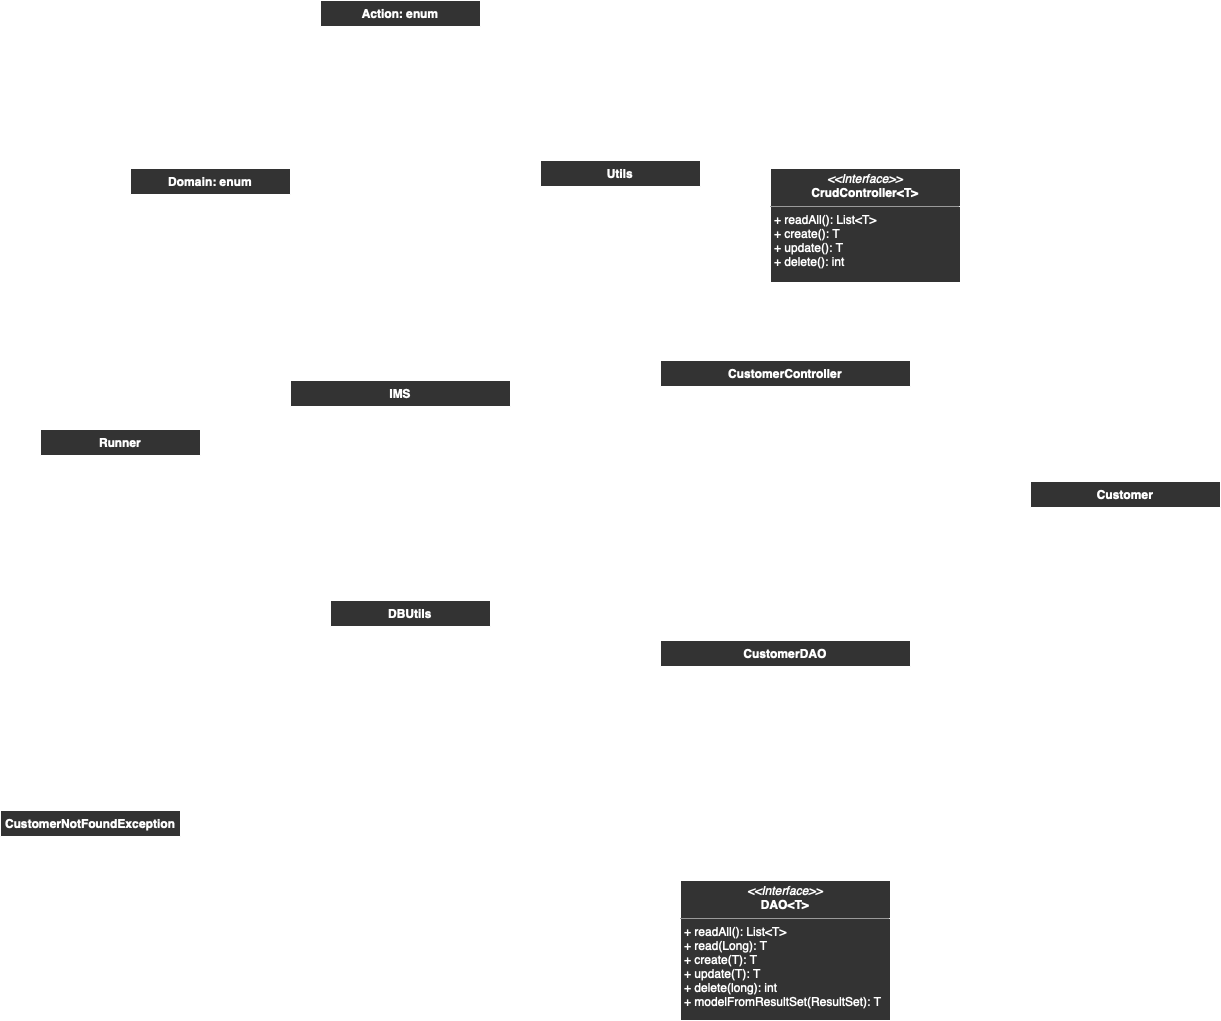 Action: enum
Domain: enum
Utils
<<Interface>>
CrudController<T>
+ readAll(): List<T>
+ create(): T
+ update(): T
+ delete(): int
CustomerController
IMS
Runner
Customer
DBUtils
CustomerDAO
CustomerNotFoundException
<<Interface>>
DAO<T>
+ readAll(): List<T>
+ read(Long): T
+ create(T): T
+ update(T): T
+ delete(long): int
+ modelFromResultSet(ResultSet): T